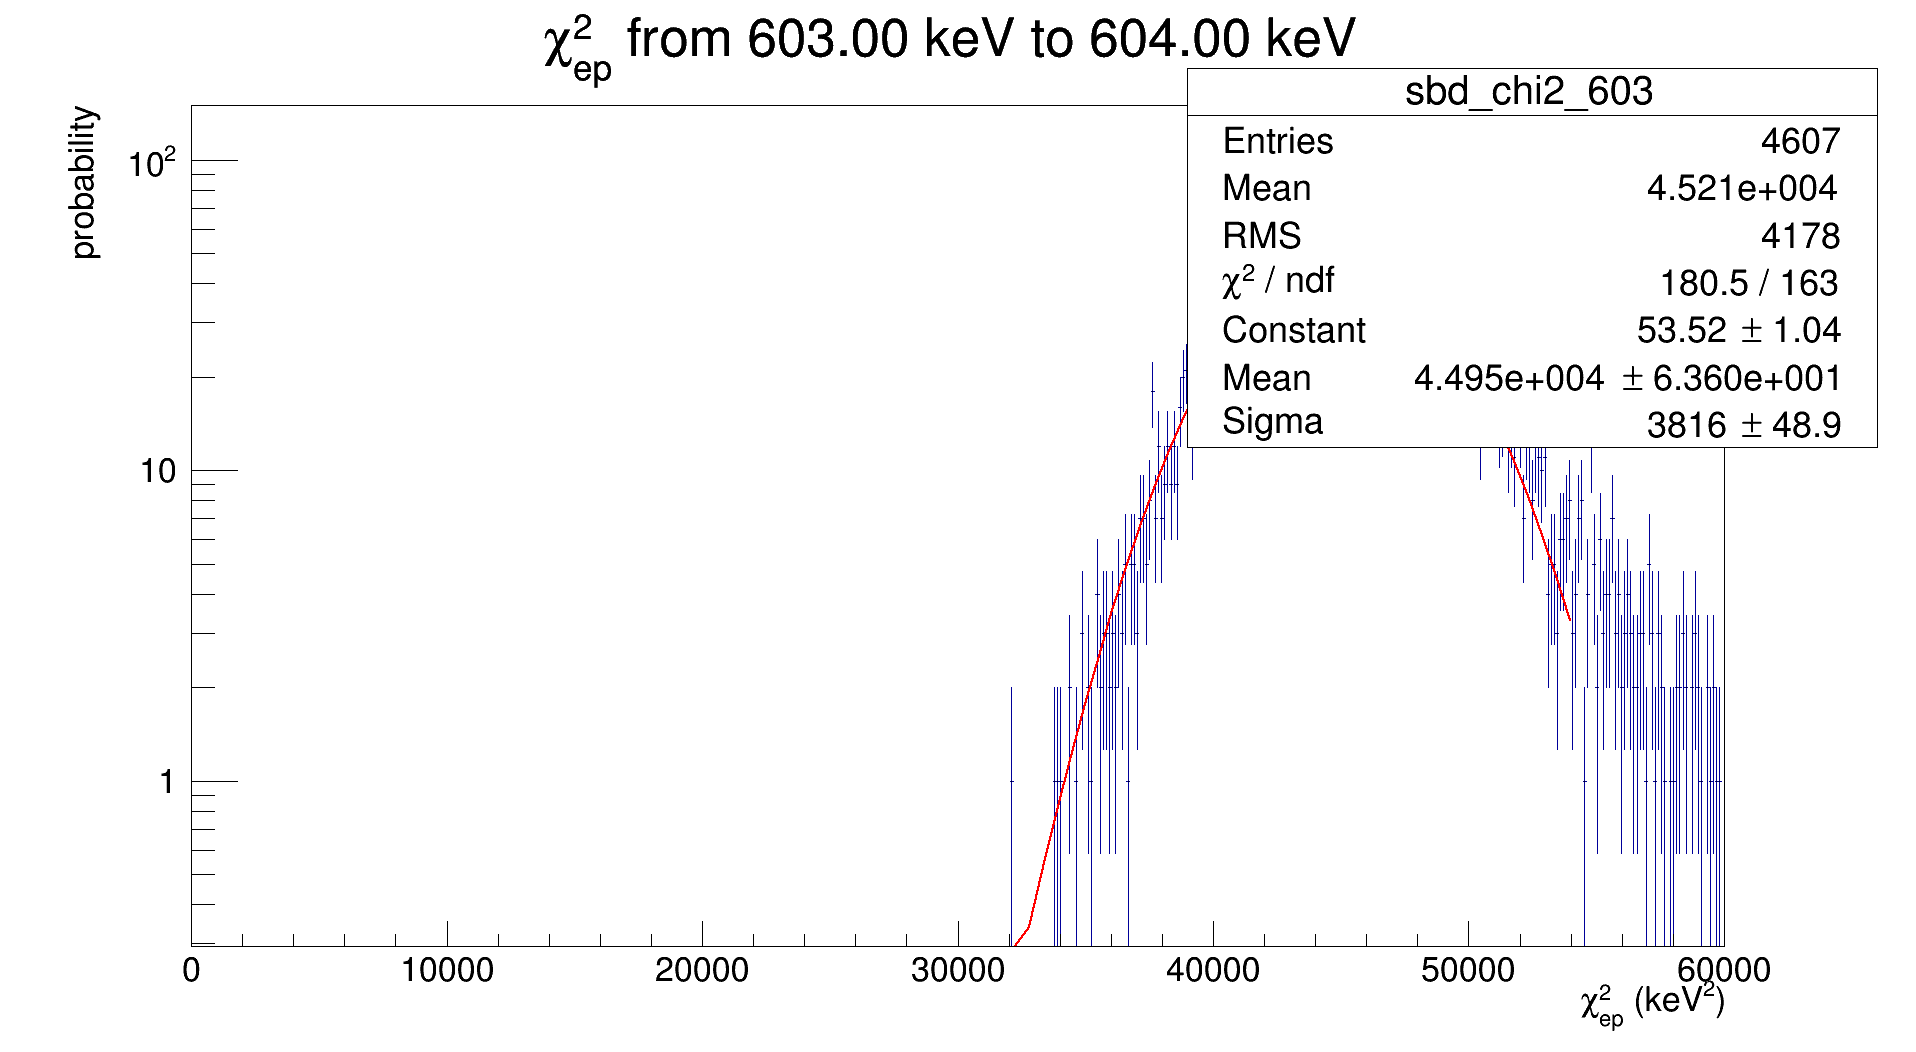 χ²ep from 603.00 keV to 604.00 keV
sbd_chi2_603
Entries 4607
Mean 4.521e+004
RMS 4178
χ² / ndf 180.5 / 163
Constant 53.52 ± 1.04
Mean 4.495e+004 ± 6.360e+001
Sigma 3816 ± 48.9
probability
10²
10
1
0 10000 20000 30000 40000 50000 60000
χ²ep (keV²)